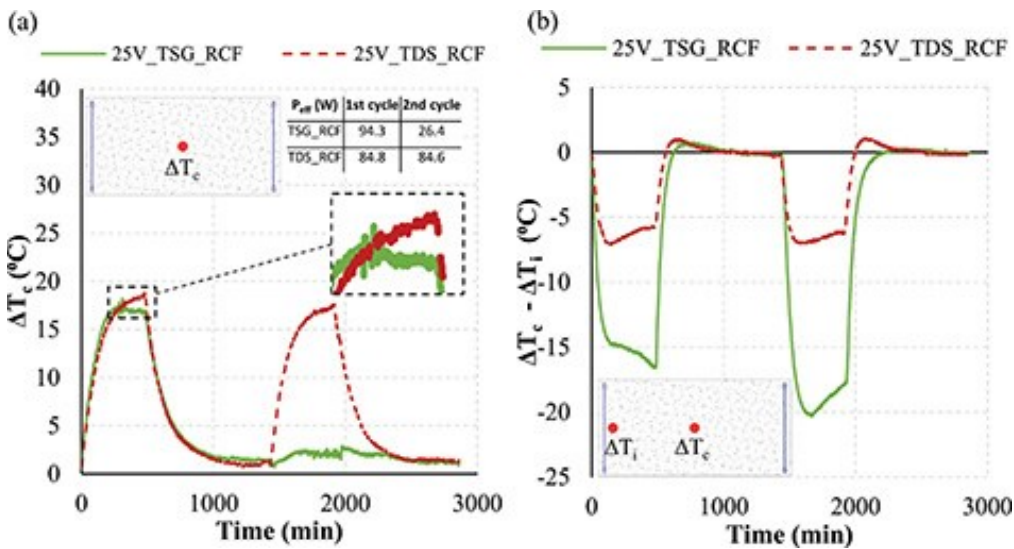 (a)
25V_TSG_RCF 25V_TDS_RCF
40
35
30
25
20
15
10
5
0
ΔTc (⁰C)
ΔTc
Peff (W) 1st cycle 2nd cycle
TSG_RCF 94.3 26.4
TDS_RCF 84.8 84.6
0 1000 2000 3000
Time (min)
(b)
25V_TSG_RCF 25V_TDS_RCF
5
0
-5
-10
-15
-20
-25
ΔTc - ΔTi (⁰C)
ΔTi ΔTc
0 1000 2000 3000
Time (min)